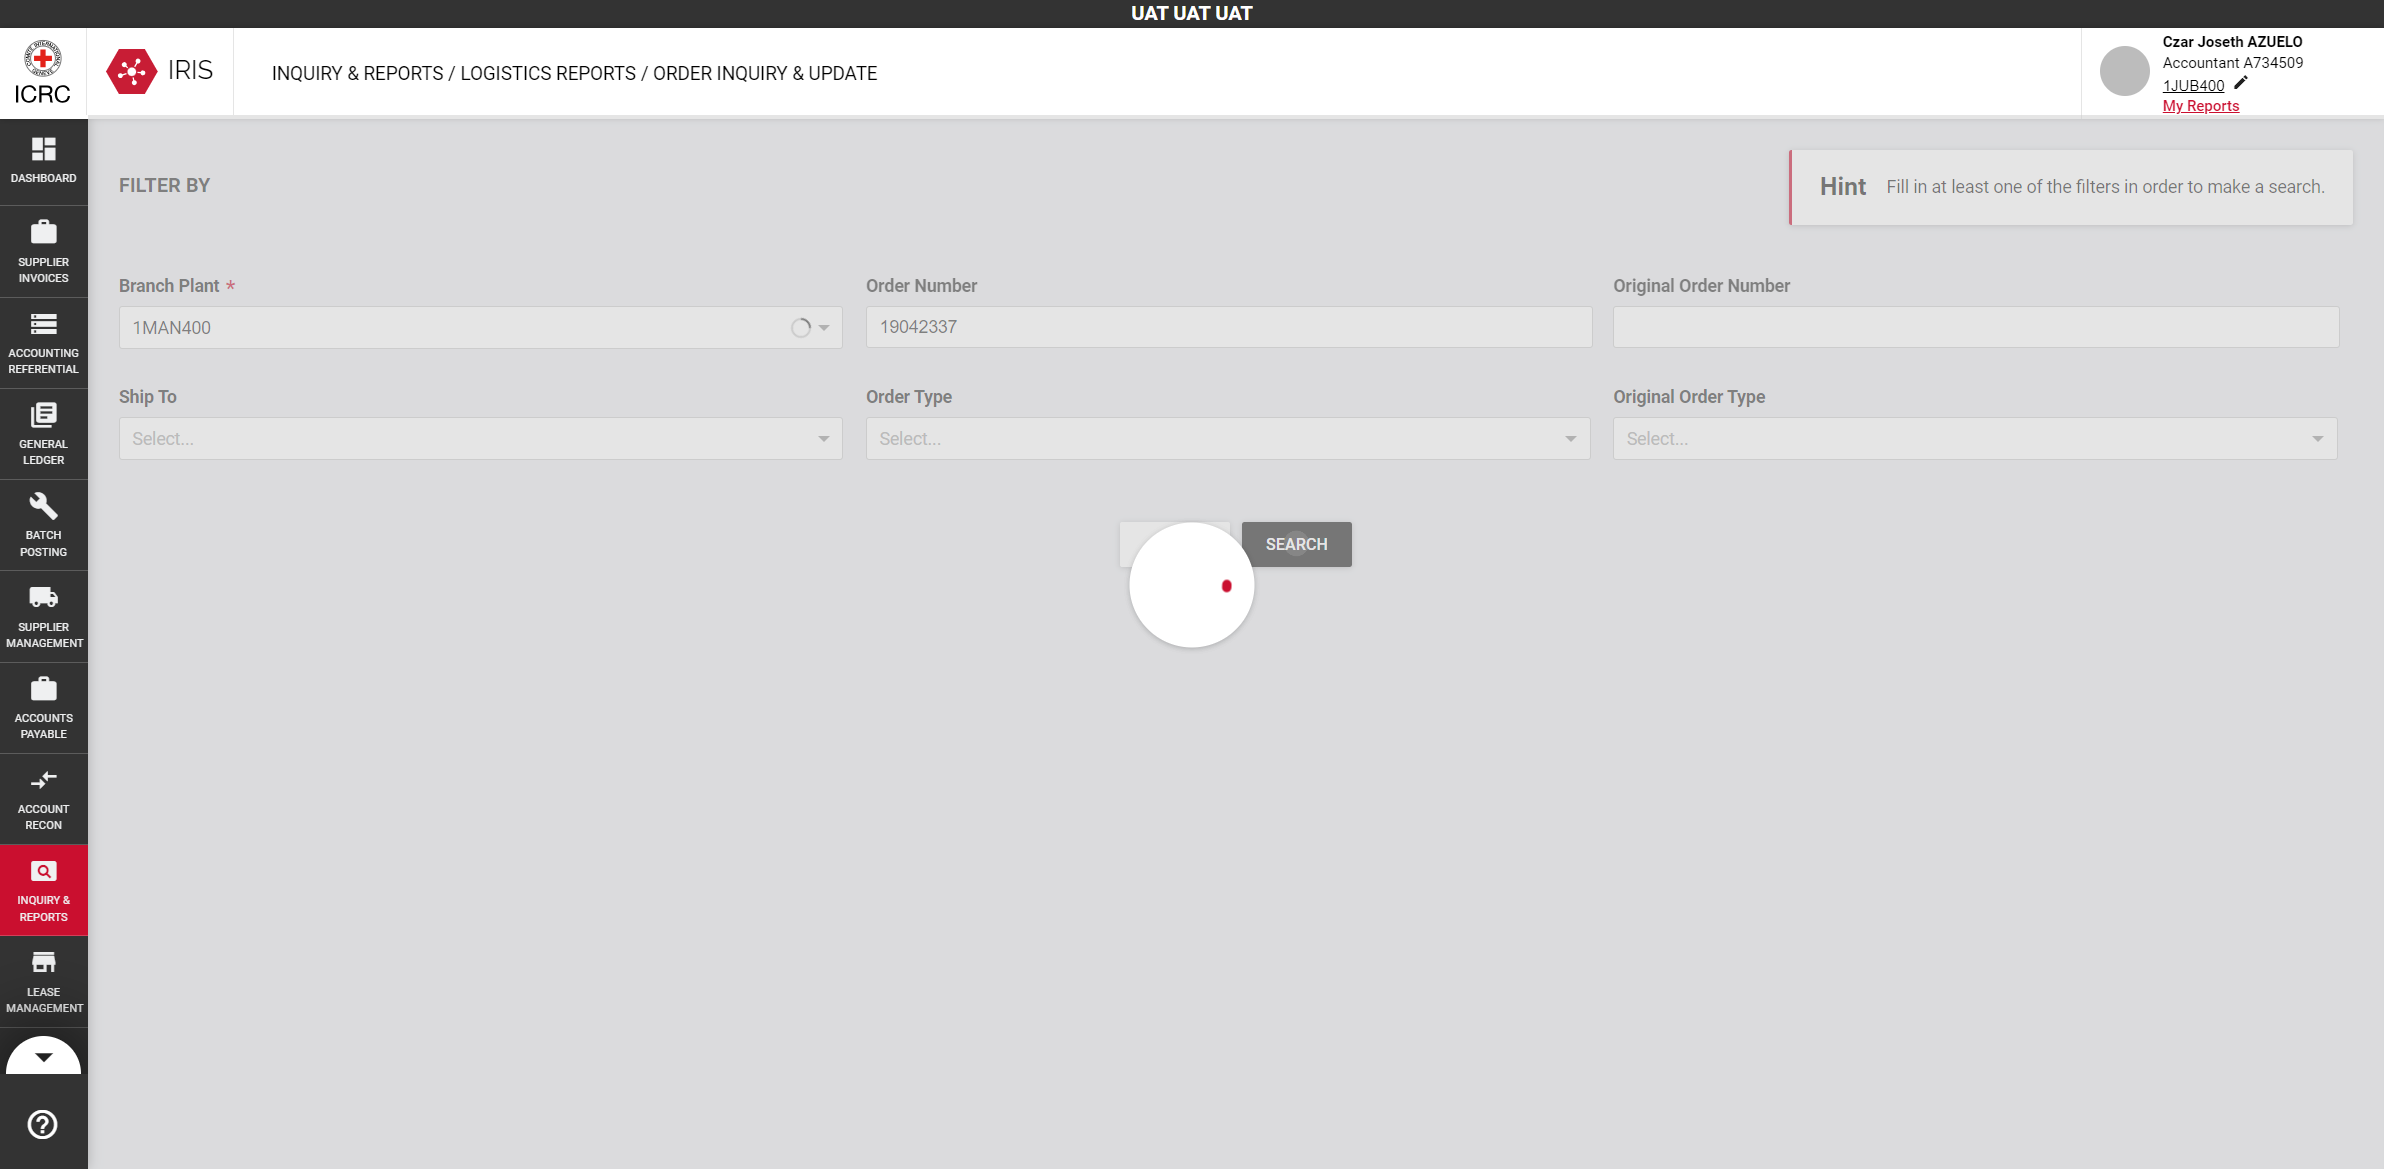 UAT UAT UAT
ICRC
IRIS
INQUIRY & REPORTS / LOGISTICS REPORTS / ORDER INQUIRY & UPDATE
Czar Joseth AZUELO
Accountant A734509
1JUB400
My Reports
DASHBOARD
SUPPLIER
INVOICES
ACCOUNTING
REFERENTIAL
GENERAL
LEDGER
BATCH
POSTING
SUPPLIER
MANAGEMENT
ACCOUNTS
PAYABLE
ACCOUNT
RECON
INQUIRY &
REPORTS
LEASE
MANAGEMENT
FILTER BY
Hint Fill in at least one of the filters in order to make a search.
Branch Plant *
1MAN400
Order Number
19042337
Original Order Number
Ship To
Select...
Order Type
Select...
Original Order Type
Select...
SEARCH